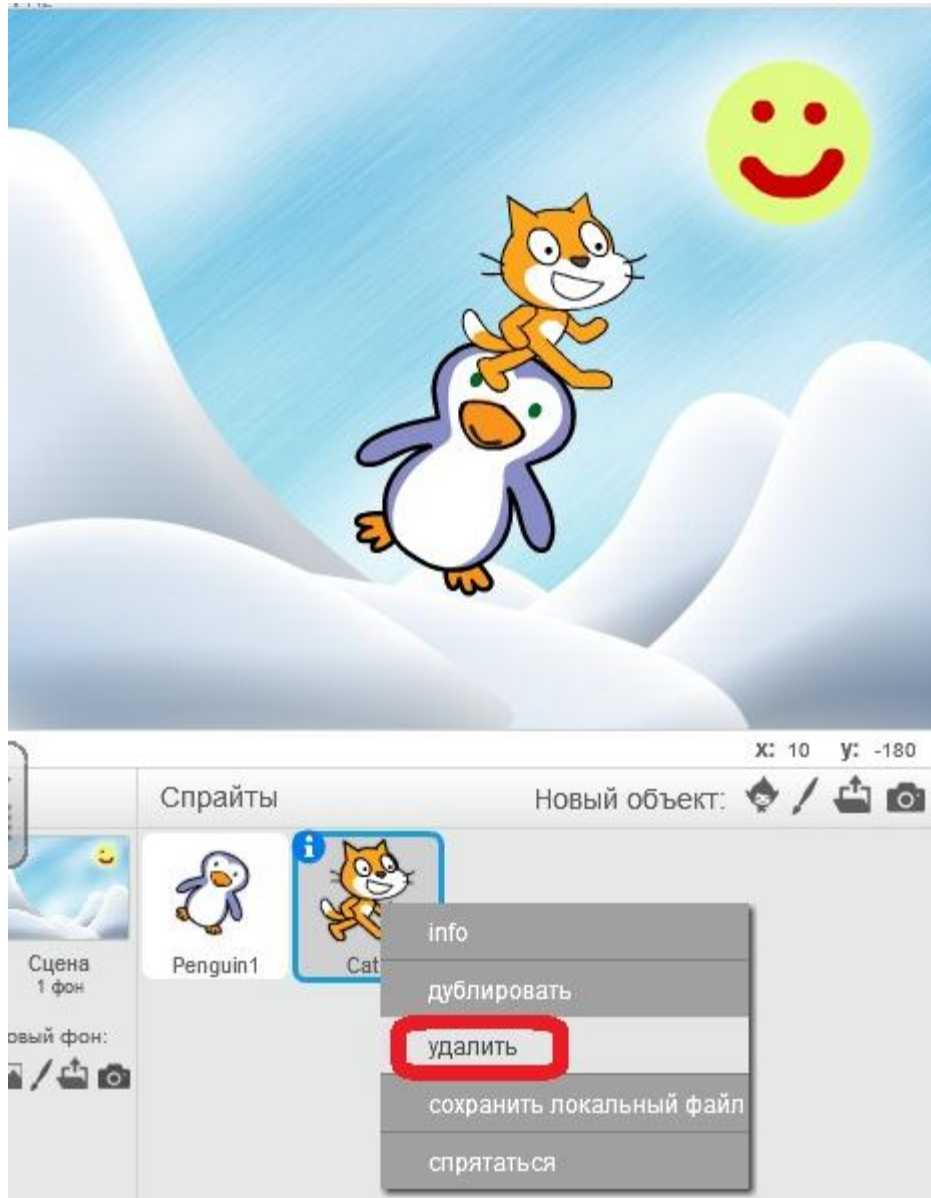 x: 10 y: -180
Спрайты
Новый объект:
Сцена
1 фон
Penguin1
Cat
овый фон:
info
дублировать
удалить
сохранить локальный файл
спрятаться